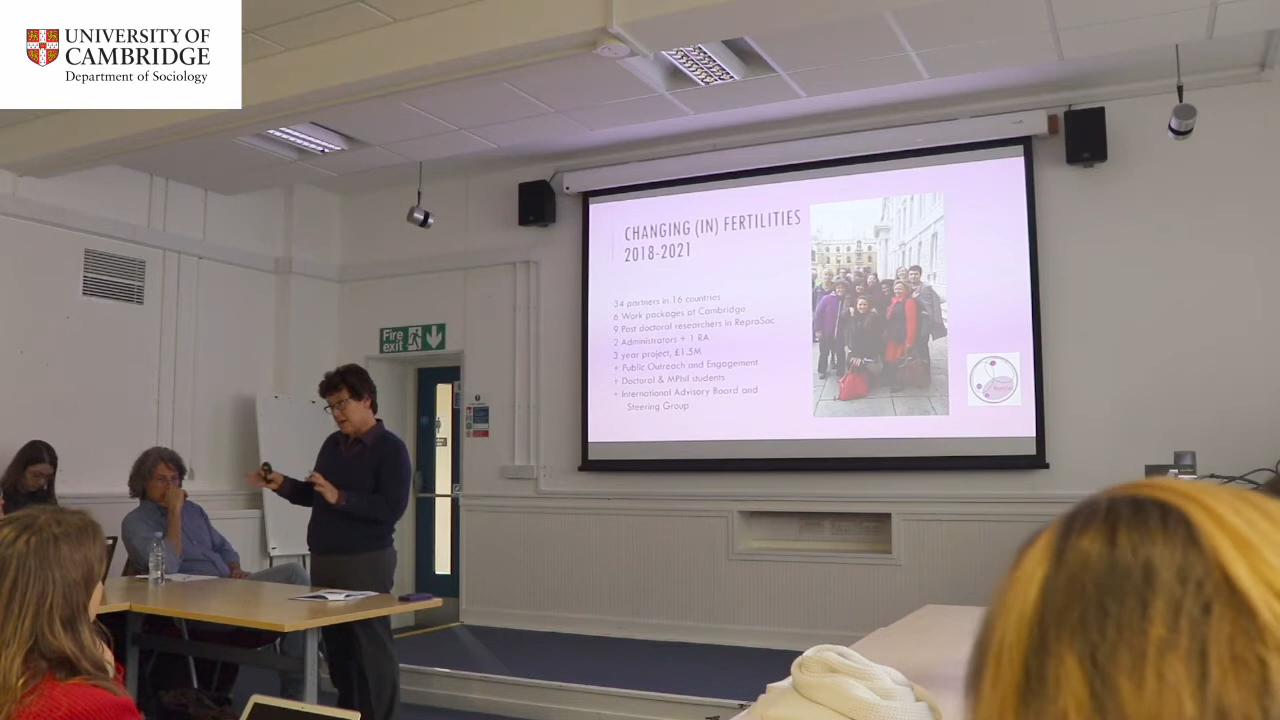 UNIVERSITY OF
CAMBRIDGE
Department of Sociology
CHANGING (IN) FERTILITIES
2018-2021
34 partners in 16 countries
6 Work packages at Cambridge
9 Post doctoral researchers in ReproSoc
2 Administrators + 1 RA
3 year project, £1.5M
+ Public Outreach and Engagement
+ Doctoral & MPhil students
+ International Advisory Board and
Steering Group
Fire
exit